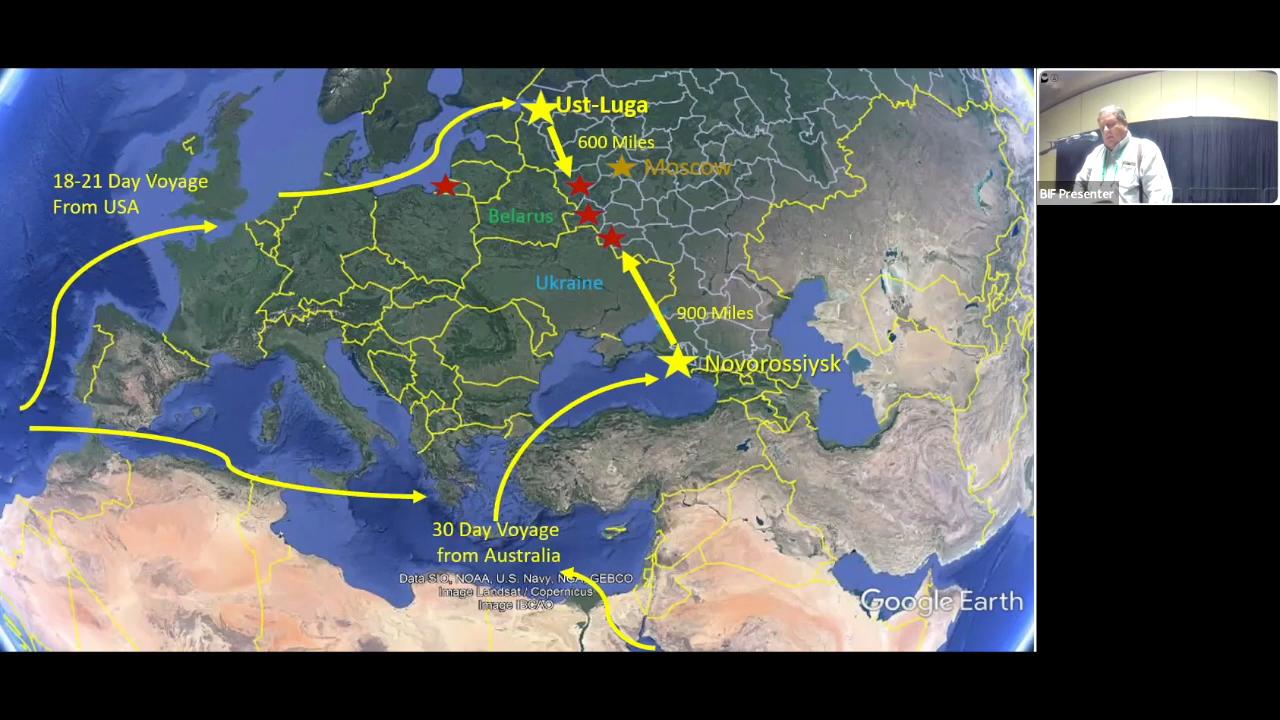 Ust-Luga
600 Miles
Moscow
18-21 Day Voyage
From USA
BIF Presenter
Belarus
Ukraine
900 Miles
Novorossiysk
30 Day Voyage
from Australia
Data SIO, NOAA, U.S. Navy, NGA, GEBCO
Image Landsat / Copernicus
Image IBCAO
Google Earth